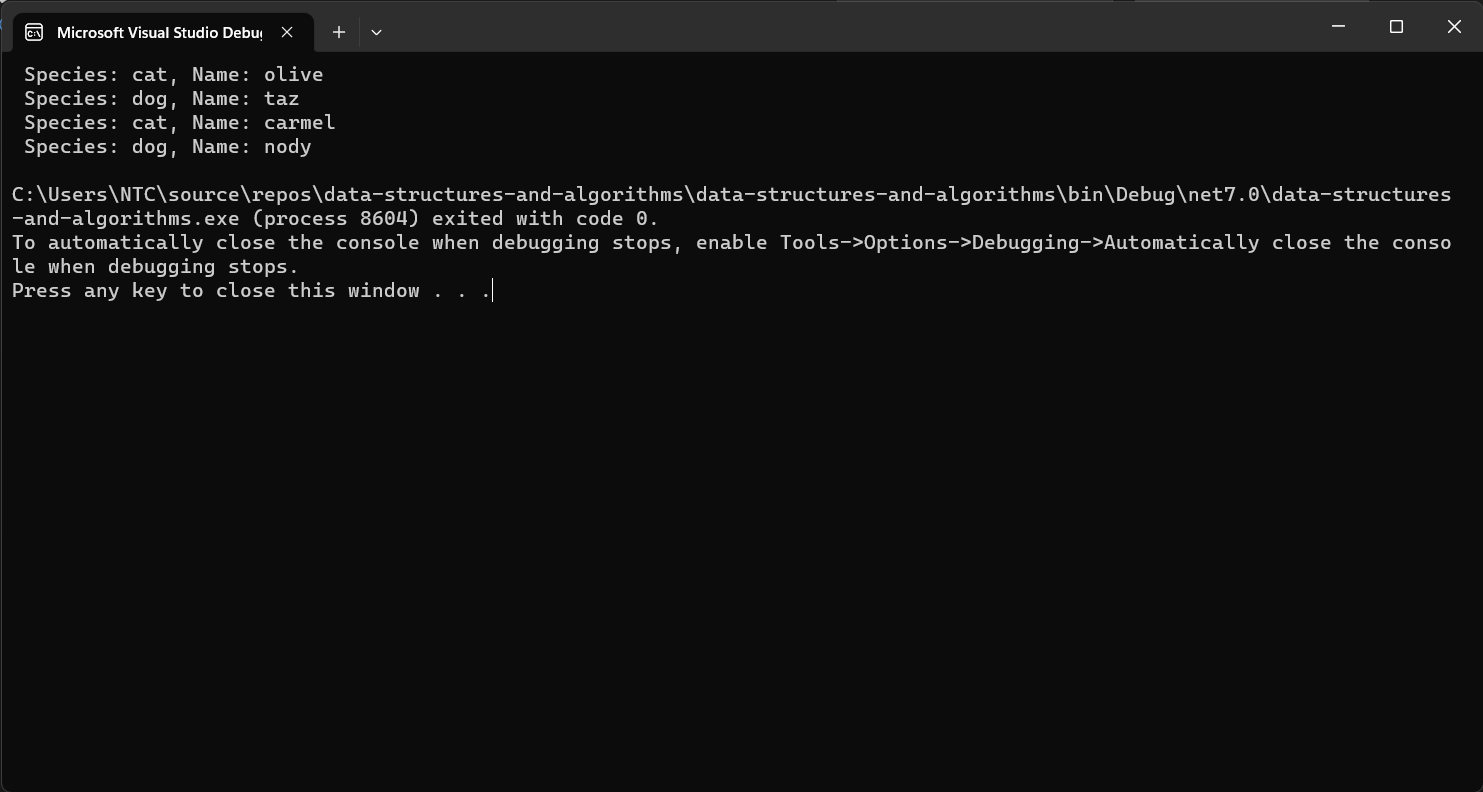 Microsoft Visual Studio Debu
Species: cat, Name: olive
Species: dog, Name: taz
Species: cat, Name: carmel
Species: dog, Name: nody
C:\Users\NTC\source\repos\data-structures-and-algorithms\data-structures-and-algorithms\bin\Debug\net7.0\data-structures
-and-algorithms.exe (process 8604) exited with code 0.
To automatically close the console when debugging stops, enable Tools->Options->Debugging->Automatically close the conso
le when debugging stops.
Press any key to close this window . . .